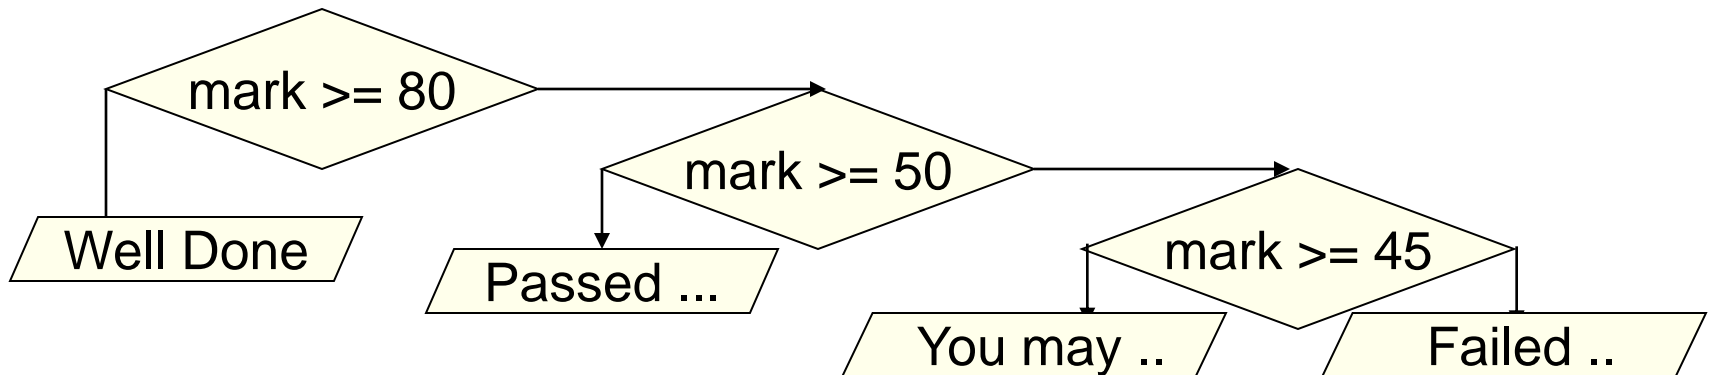 mark >= 80
mark >= 50
Well Done
mark >= 45
Passed ...
You may ..
Failed ..